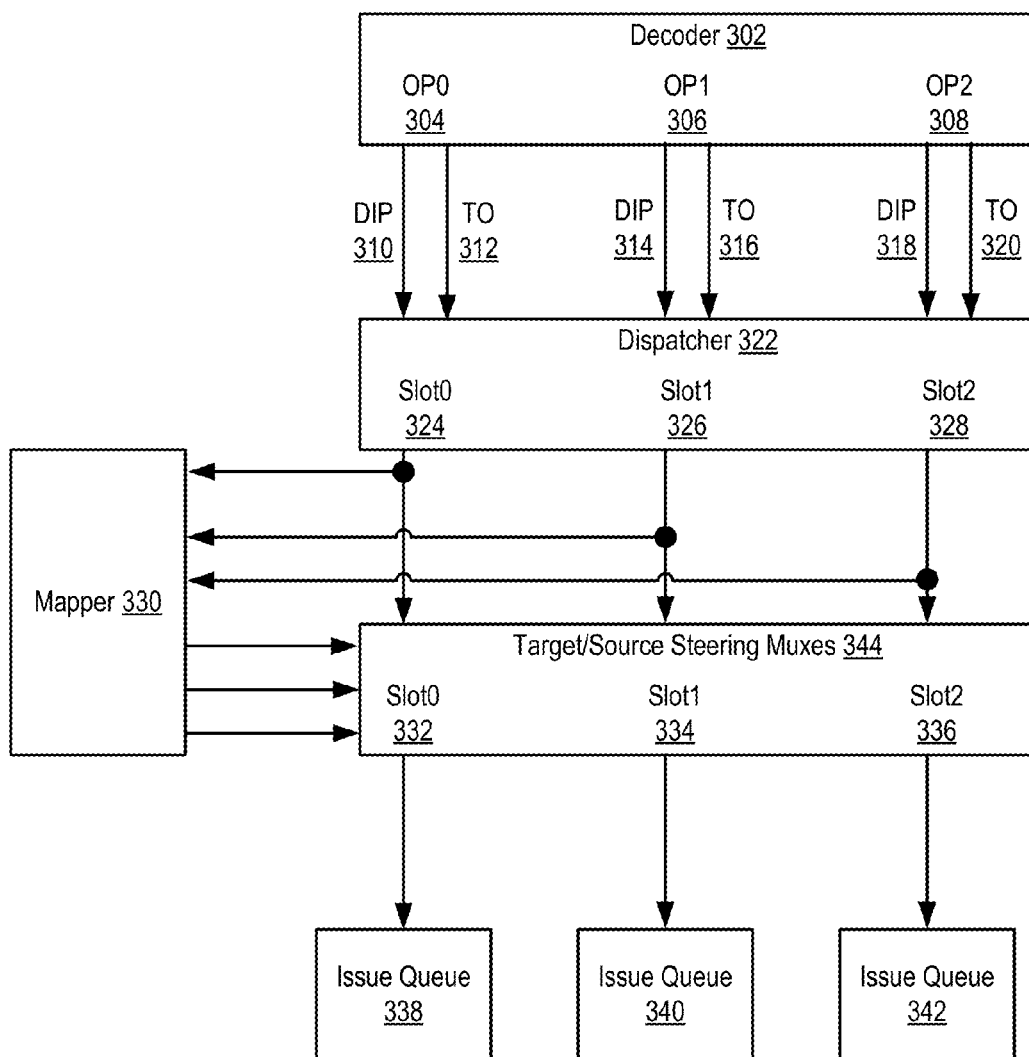 Decoder 302
OP0 OP1 OP2
304 306 308
DIP TO DIP TO DIP TO
310 312 314 316 318 320
Dispatcher 322
Slot0 Slot1 Slot2
324 326 328
Mapper 330
Target/Source Steering Muxes 344
Slot0 Slot1 Slot2
332 334 336
Issue Queue Issue Queue Issue Queue
338 340 342